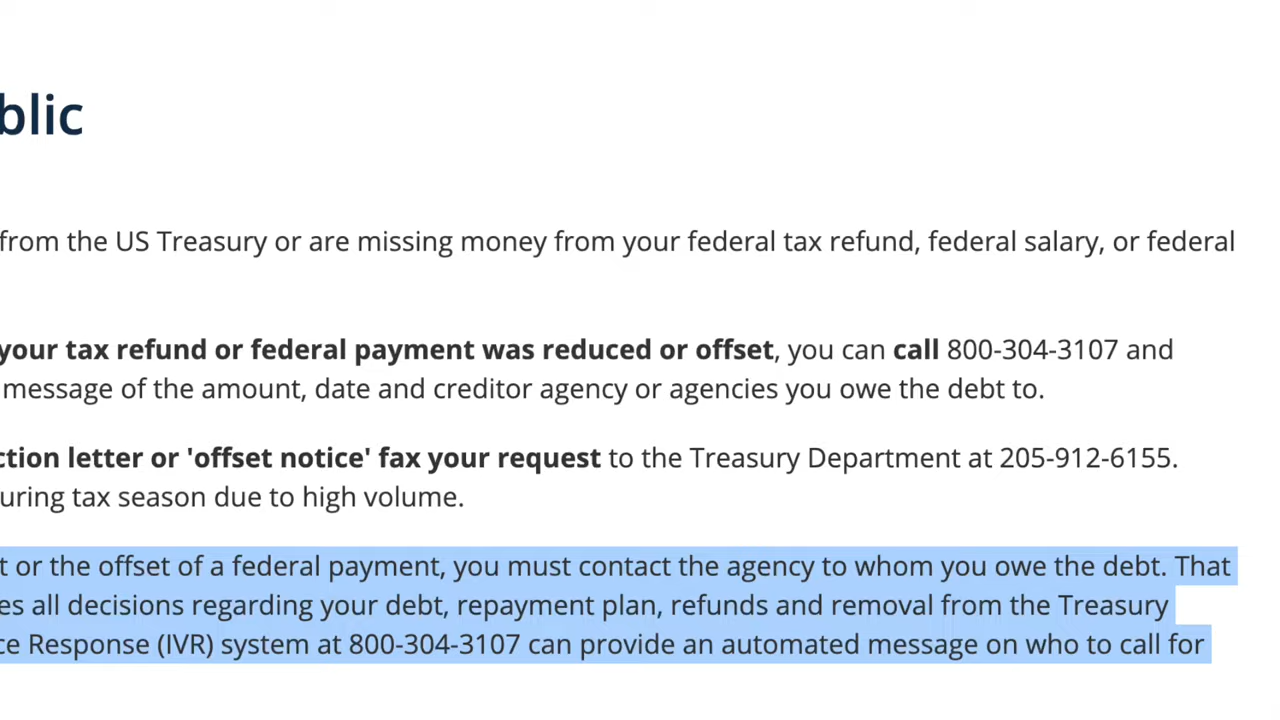 blic
from the US Treasury or are missing money from your federal tax refund, federal salary, or federal
your tax refund or federal payment was reduced or offset, you can call 800-304-3107 and
message of the amount, date and creditor agency or agencies you owe the debt to.
ction letter or 'offset notice' fax your request to the Treasury Department at 205-912-6155.
uring tax season due to high volume.
t or the offset of a federal payment, you must contact the agency to whom you owe the debt. That
es all decisions regarding your debt, repayment plan, refunds and removal from the Treasury
ce Response (IVR) system at 800-304-3107 can provide an automated message on who to call for